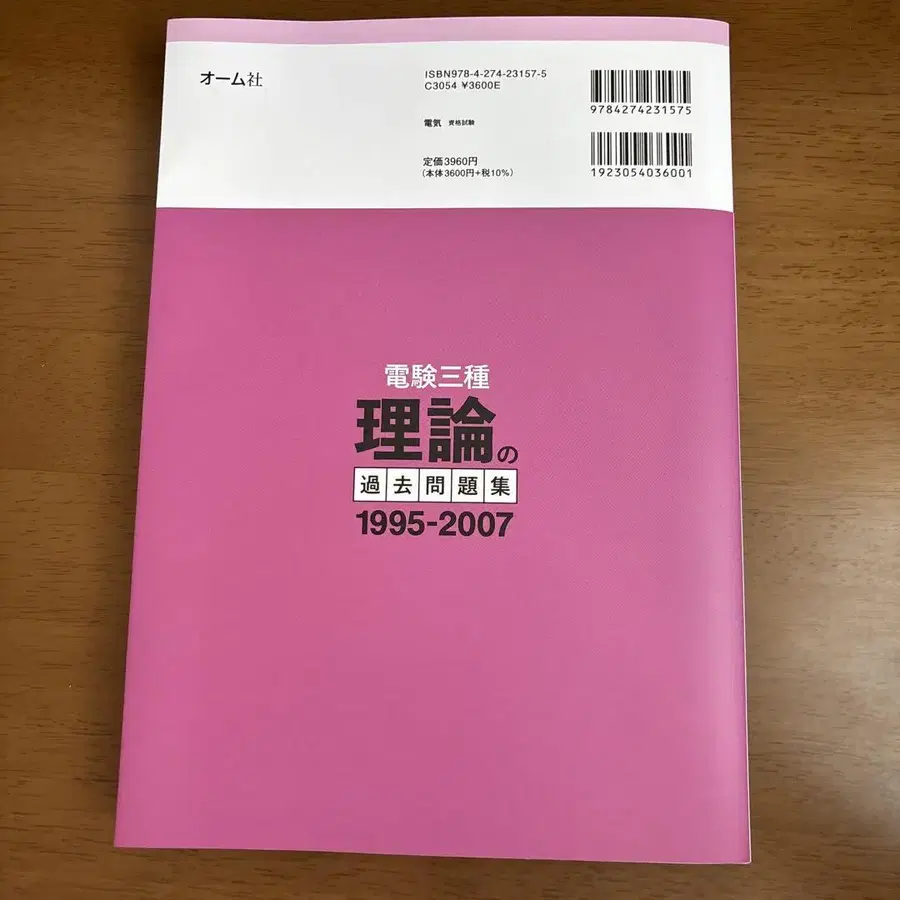 オーム社
ISBN978-4-274-23157-5
C3054 ¥3600E
電気 資格試験
定価3960円
(本体3600円+税10%)
9784274231575
1923054036001
電験三種
理論の
過去問題集
1995-2007